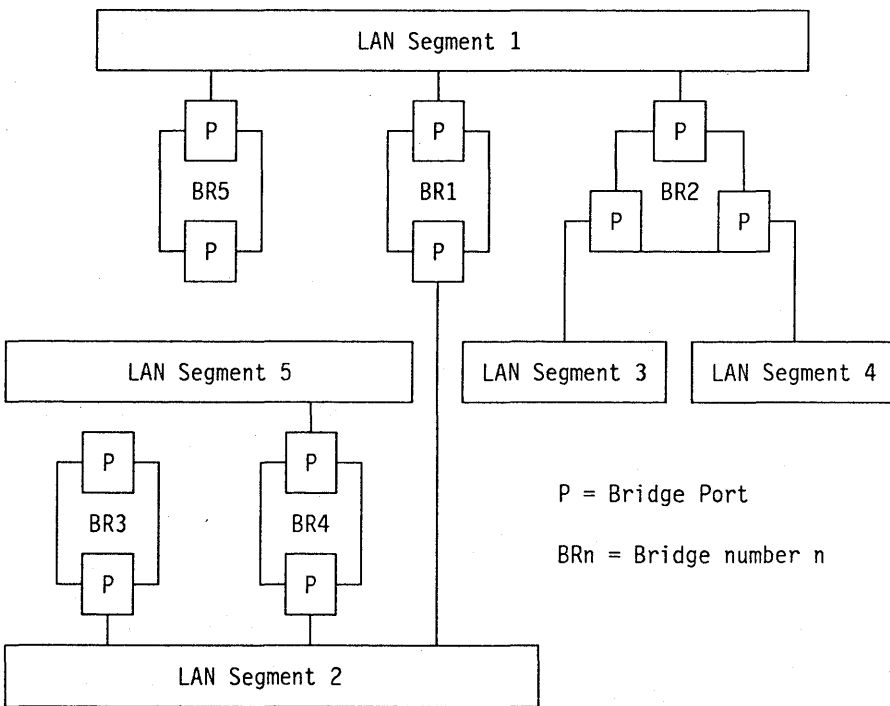 LAN Segment 1
P
P
P
BR5
BR1
BR2
P
P
P
P
LAN Segment 5
LAN Segment 3
LAN Segment 4
P
P
P = Bridge Port
BR3
BR4
BRn = Bridge number n
P
P
LAN Segment 2